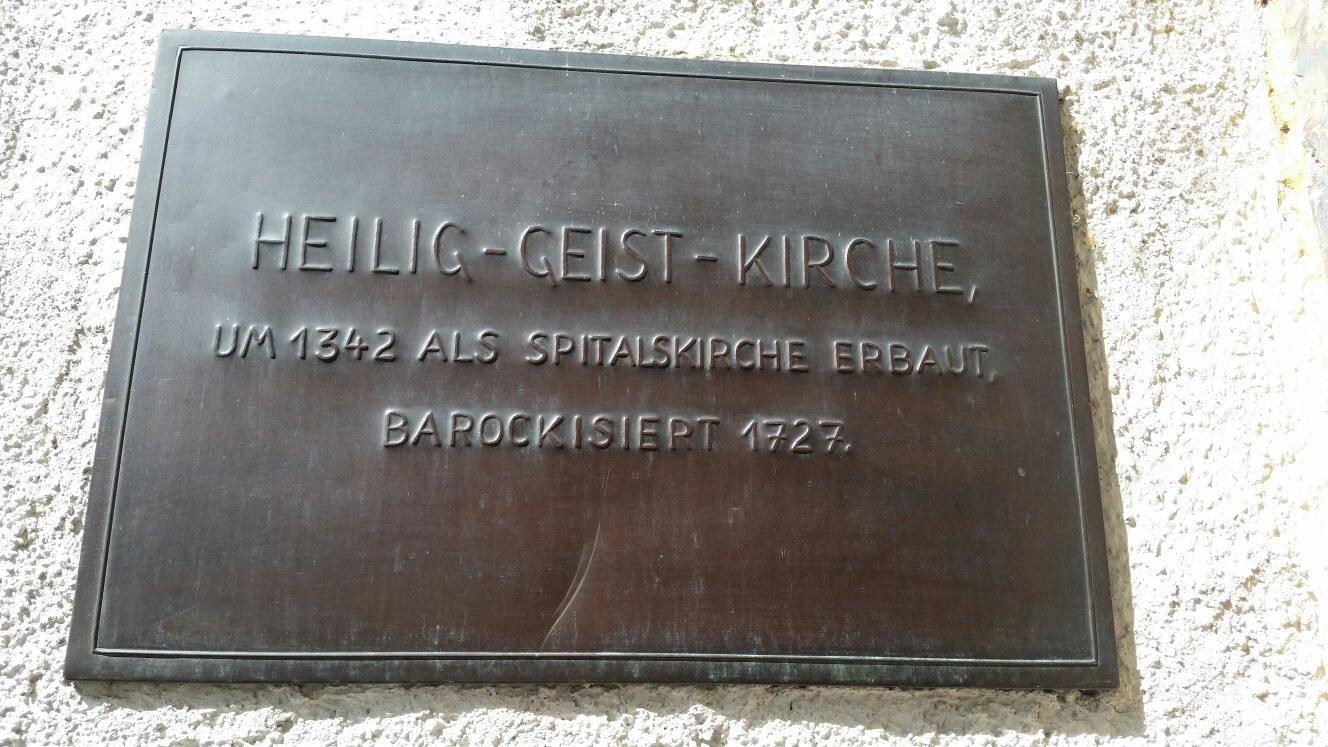 HEILIG-GEIST-KIRCHE,
UM 1342 ALS SPITALSKIRCHE ERBAUT,
BAROCKISIERT 1727.